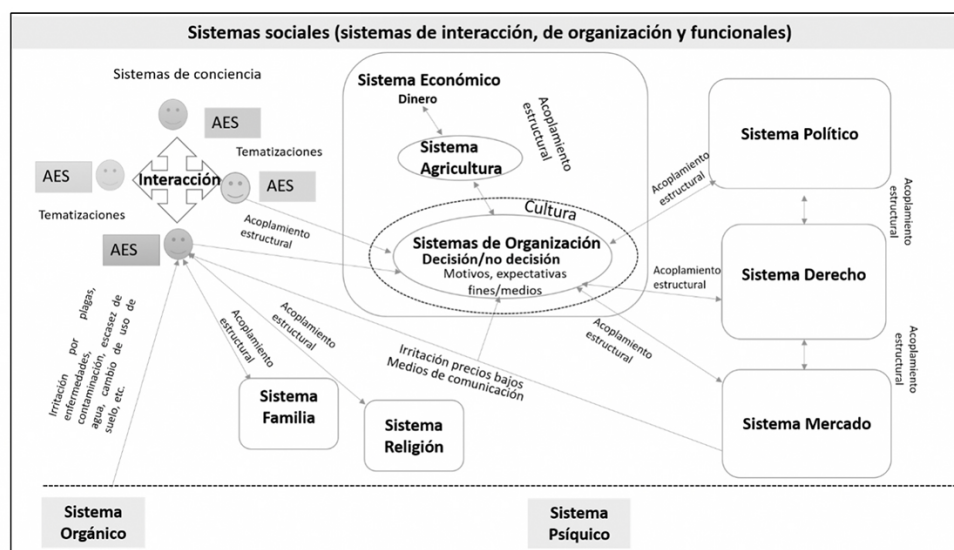 Sistemas sociales (sistemas de interacción, de organización y funcionales)
Sistemas de conciencia
AES
Tematizaciones
AES
Interacción
AES
Tematizaciones
AES
Acoplamiento
estructural
Sistema Económico
Dinero
Acoplamiento
estructural
Sistema
Agricultura
Cultura
Sistemas de Organización
Decisión/no decisión
Motivos, expectativas
fines/medios
Acoplamiento
estructural
Sistema Político
Acoplamiento
estructural
Acoplamiento
estructural
Sistema Derecho
Acoplamiento
estructural
Acoplamiento
estructural
Sistema Mercado
Irritación precios bajos
Medios de comunicación
Irritación por plagas,
enfermedades,
contaminación, escasez de
agua, cambio de uso de
suelo, etc.
Acoplamiento
estructural
Acoplamiento
estructural
Sistema
Familia
Sistema
Religión
Sistema
Orgánico
Sistema
Psíquico